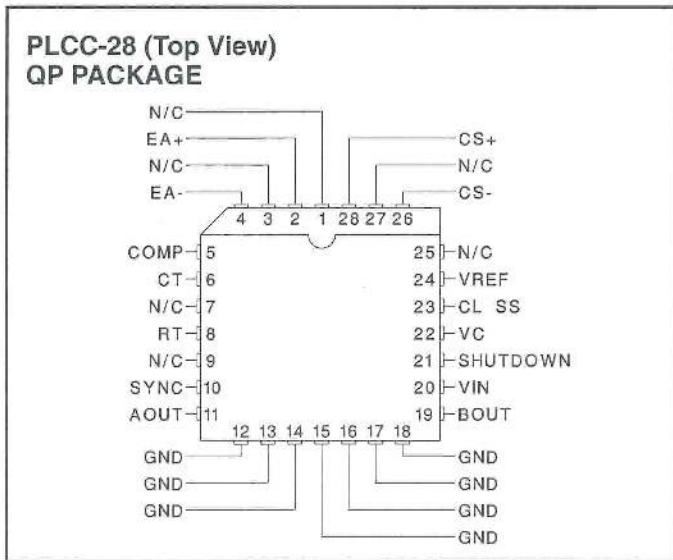 PLCC-28 (Top View)
QP PACKAGE
N/C
EA+ CS+
N/C N/C
EA- CS-
4 3 2 1 28 27 26
COMP 5 25 N/C
CT 6 24 VREF
N/C 7 23 CL SS
RT 8 22 VC
N/C 9 21 SHUTDOWN
SYNC 10 20 VIN
AOUT 11 19 BOUT
12 13 14 15 16 17 18
GND GND
GND GND
GND GND
GND